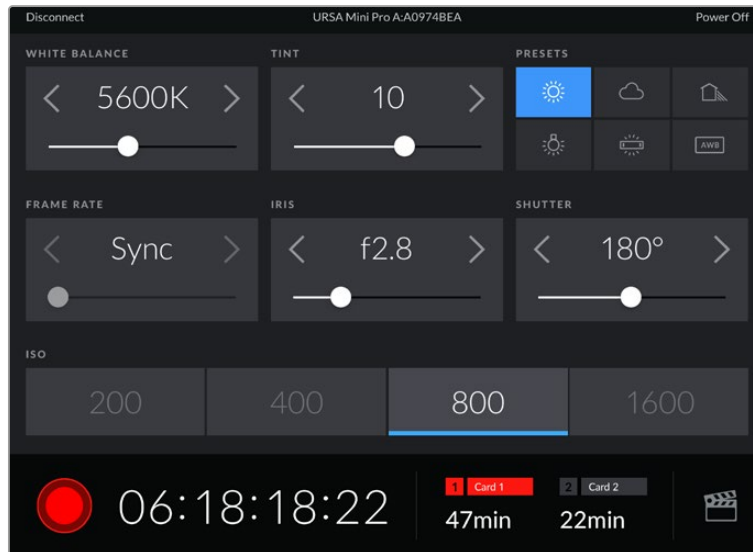 Disconnect URSA Mini Pro A:A0974BEA Power Off
WHITE BALANCE TINT PRESETS
5600K 10
AWB
FRAME RATE IRIS SHUTTER
Sync f2.8 180°
ISO
200 400 800 1600
06:18:18:22
1 Card 1 2 Card 2
47min 22min